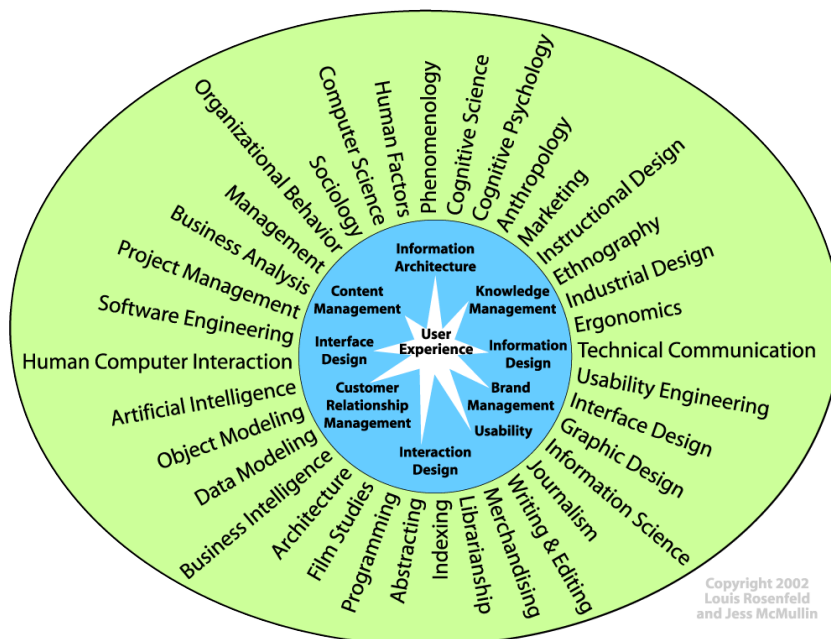 Organizational Behavior
Sociology
Computer Science
Human Factors
Phenomenology
Cognitive Science
Cognitive Psychology
Anthropology
Marketing
Instructional Design
Ethnography
Industrial Design
Ergonomics
Technical Communication
Usability Engineering
Interface Design
Graphic Design
Information Science
Journalism
Writing & Editing
Merchandising
Librarianship
Indexing
Abstracting
Programming
Film Studies
Architecture
Business Intelligence
Data Modeling
Object Modeling
Artificial Intelligence
Human Computer Interaction
Software Engineering
Project Management
Business Analysis
Management
Information
Architecture
Knowledge
Management
Information
Design
Brand
Management
Usability
Interaction
Design
Customer
Relationship
Management
Interface
Design
Content
Management
User
Experience
Copyright 2002
Louis Rosenfeld
and Jess McMullin